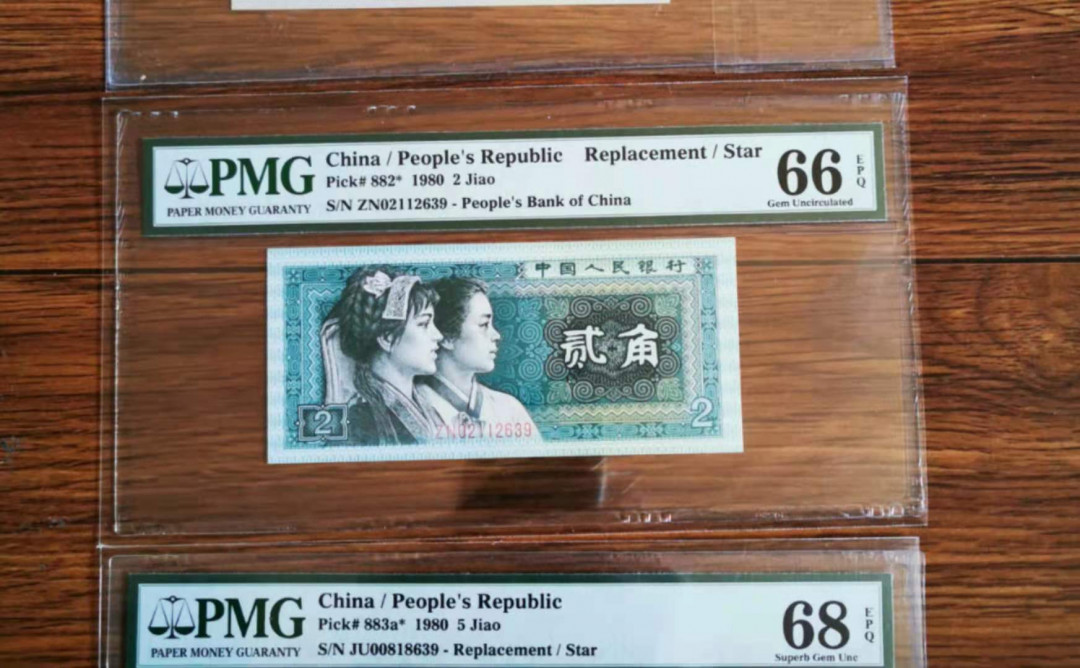 PMG
PAPER MONEY GUARANTY
China / People's Republic Replacement / Star
Pick# 882* 1980 2 Jiao
S/N ZN02112639 - People's Bank of China
66
EPQ
Gem Uncirculated
中国人民银行
贰角
2
2
ZN02112639
PMG
PAPER MONEY GUARANTY
China / People's Republic
Pick# 883a* 1980 5 Jiao
S/N JU00818639 - Replacement / Star
68
EPQ
Superb Gem Unc